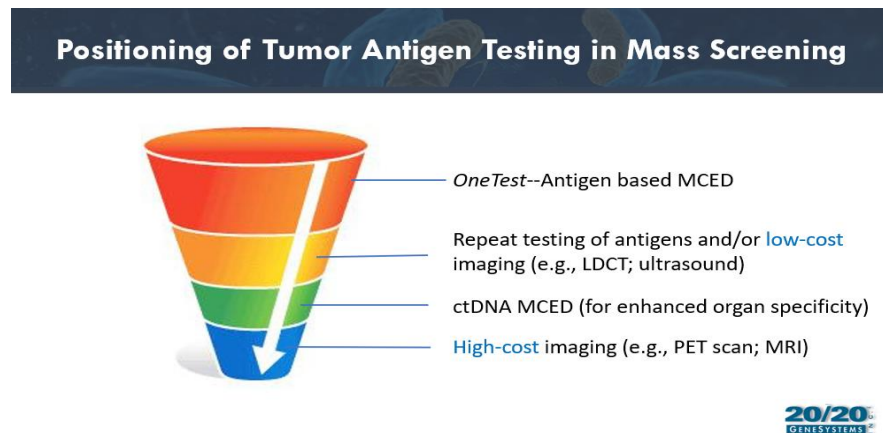 Positioning of Tumor Antigen Testing in Mass Screening
OneTest--Antigen based MCED
Repeat testing of antigens and/or low-cost
imaging (e.g., LDCT; ultrasound)
ctDNA MCED (for enhanced organ specificity)
High-cost imaging (e.g., PET scan; MRI)
20/20
GENESYSTEMS